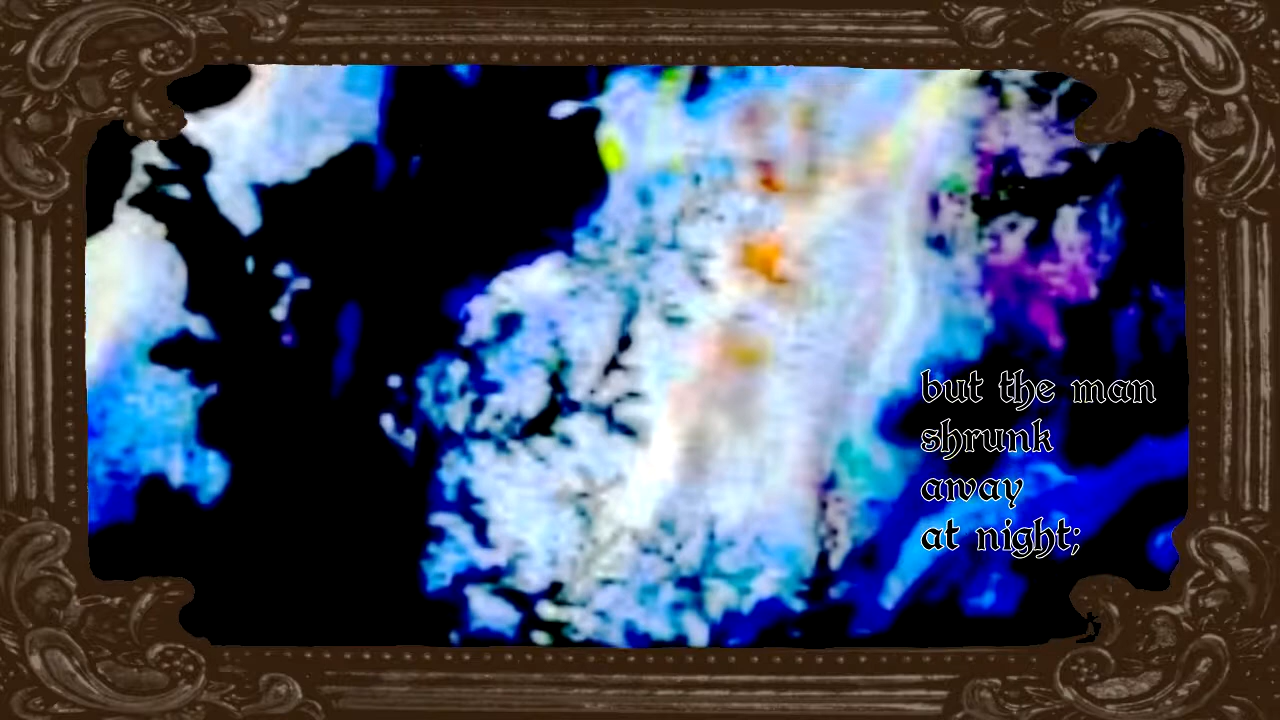 but the man
shrunk
away
at night;